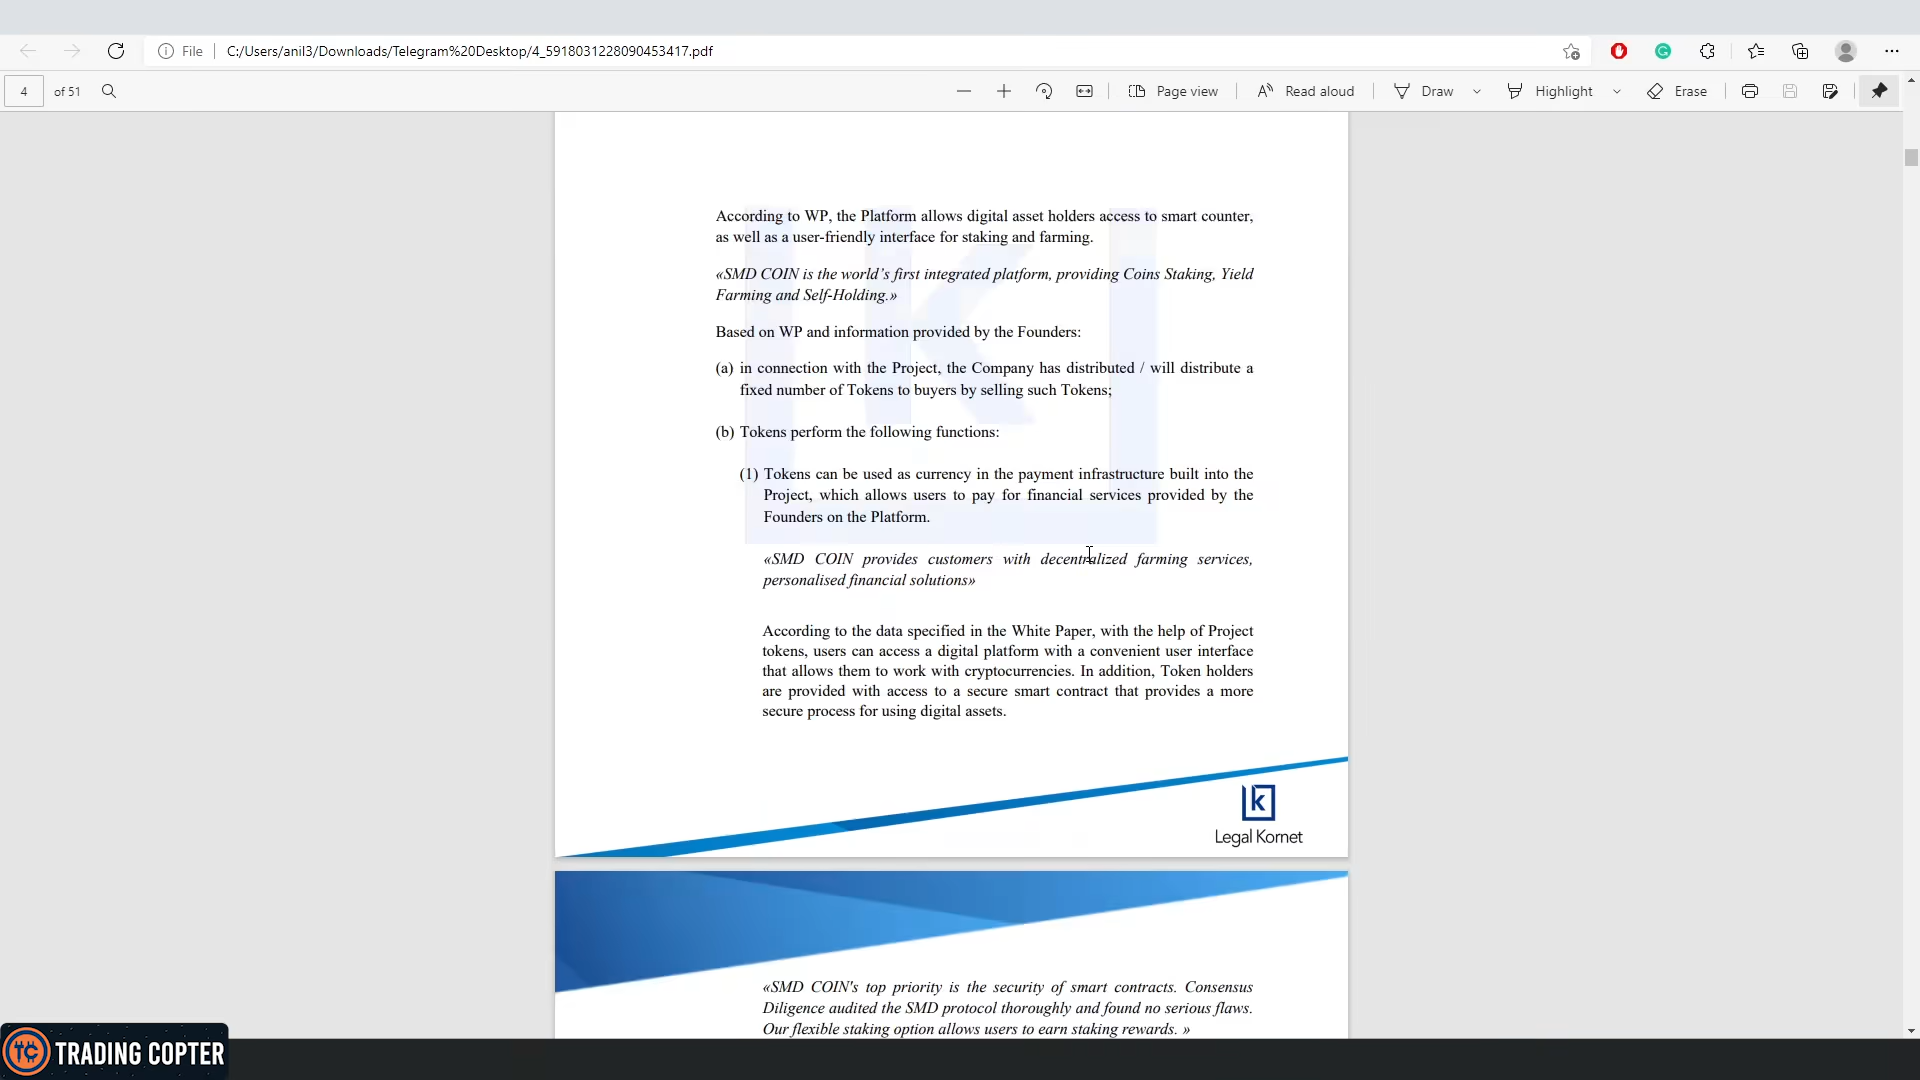 File
C:/Users/anil3/Downloads/Telegram%20Desktop/4_5918031228090453417.pdf
4 of 51
Page view
Read aloud
Draw
Highlight
Erase
According to WP, the Platform allows digital asset holders access to smart counter,
as well as a user-friendly interface for staking and farming.
«SMD COIN is the world's first integrated platform, providing Coins Staking, Yield
Farming and Self-Holding.»
Based on WP and information provided by the Founders:
(a) in connection with the Project, the Company has distributed / will distribute a
fixed number of Tokens to buyers by selling such Tokens;
(b) Tokens perform the following functions:
(1) Tokens can be used as currency in the payment infrastructure built into the
Project, which allows users to pay for financial services provided by the
Founders on the Platform.
«SMD COIN provides customers with decentralized farming services,
personalised financial solutions»
According to the data specified in the White Paper, with the help of Project
tokens, users can access a digital platform with a convenient user interface
that allows them to work with cryptocurrencies. In addition, Token holders
are provided with access to a secure smart contract that provides a more
secure process for using digital assets.
k
Legal Kornet
«SMD COIN's top priority is the security of smart contracts. Consensus
Diligence audited the SMD protocol thoroughly and found no serious flaws.
Our flexible staking option allows users to earn staking rewards. »
TC TRADING COPTER